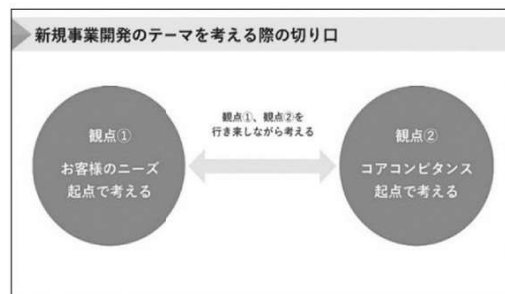 新規事業開発のテーマを考える際の切り口
観点①
お客様のニーズ
起点で考える
観点①、観点②を
行き来しながら考える
観点②
コアコンピタンス
起点で考える